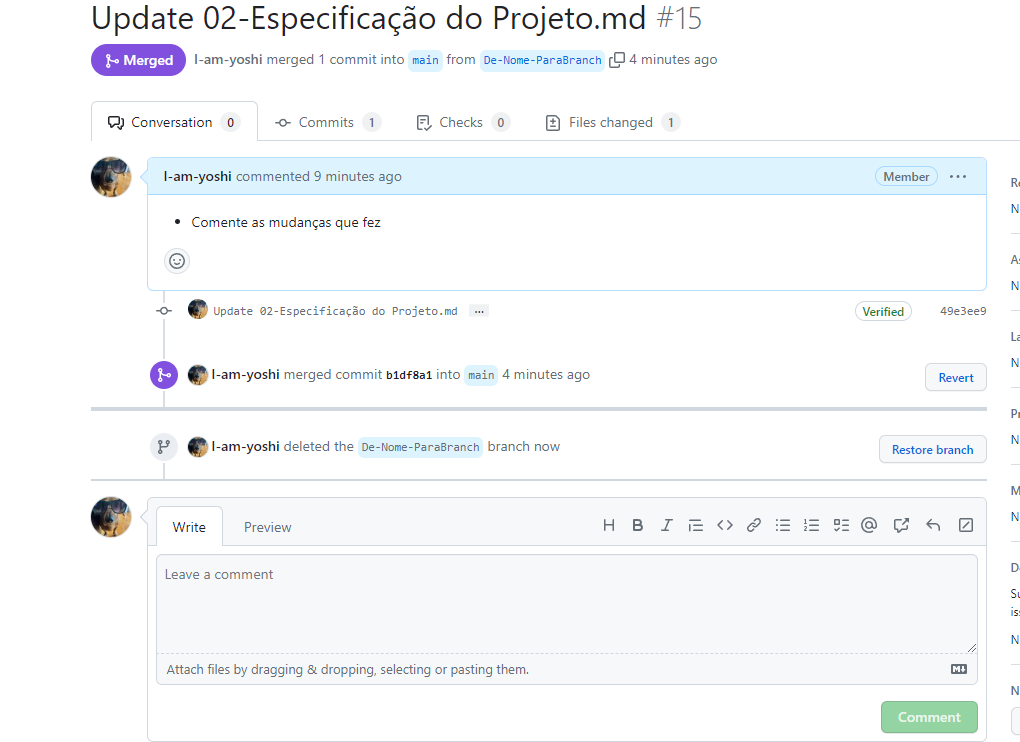 Update 02-Especificação do Projeto.md #15
Merged I-am-yoshi merged 1 commit into main from De-Nome-ParaBranch 4 minutes ago
Conversation 0 Commits 1 Checks 0 Files changed 1
I-am-yoshi commented 9 minutes ago Member ...
• Comente as mudanças que fez
Update 02-Especificação do Projeto.md ... Verified 49e3ee9
I-am-yoshi merged commit b1df8a1 into main 4 minutes ago Revert
I-am-yoshi deleted the De-Nome-ParaBranch branch now Restore branch
Write Preview
Leave a comment
Attach files by dragging & dropping, selecting or pasting them.
Comment